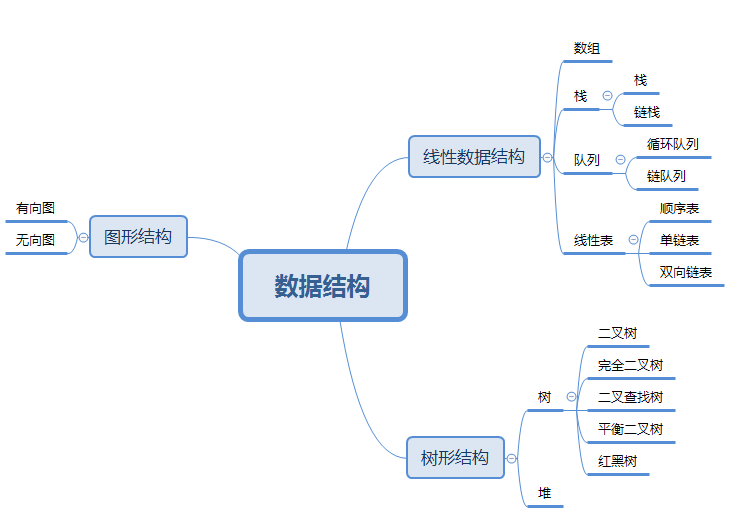 数据结构
线性数据结构
数组
栈
栈
链栈
队列
循环队列
链队列
线性表
顺序表
单链表
双向链表
树形结构
树
二叉树
完全二叉树
二叉查找树
平衡二叉树
红黑树
堆
图形结构
有向图
无向图